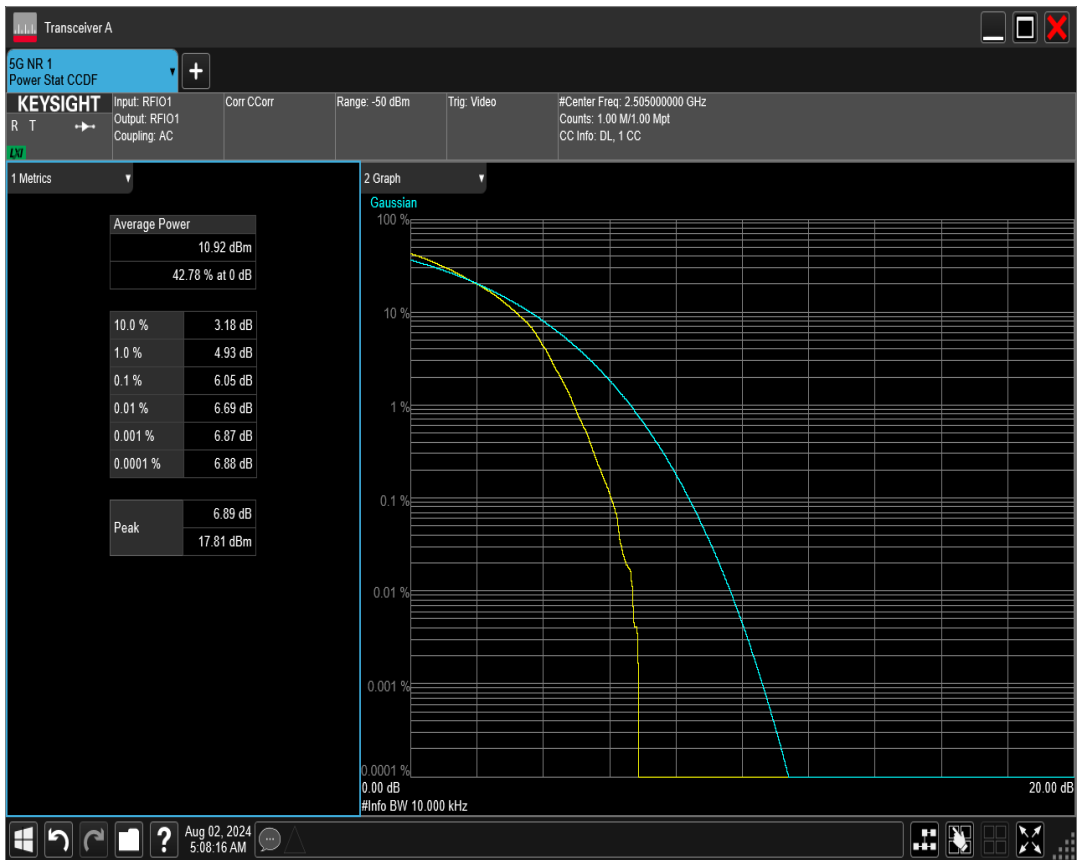 Transceiver A
5G NR 1
Power Stat CCDF
KEYSIGHT
R T
LXI
Input: RFIO1
Output: RFIO1
Coupling: AC
Corr CCorr
Range: -50 dBm
Trig: Video
#Center Freq: 2.505000000 GHz
Counts: 1.00 M/1.00 Mpt
CC Info: DL, 1 CC
1 Metrics
Average Power
10.92 dBm
42.78 % at 0 dB
10.0 % 3.18 dB
1.0 % 4.93 dB
0.1 % 6.05 dB
0.01 % 6.69 dB
0.001 % 6.87 dB
0.0001 % 6.88 dB
Peak
6.89 dB
17.81 dBm
2 Graph
Gaussian
100 %
10 %
1 %
0.1 %
0.01 %
0.001 %
0.0001 %
0.00 dB 20.00 dB
#Info BW 10.000 kHz
?
Aug 02, 2024
5:08:16 AM